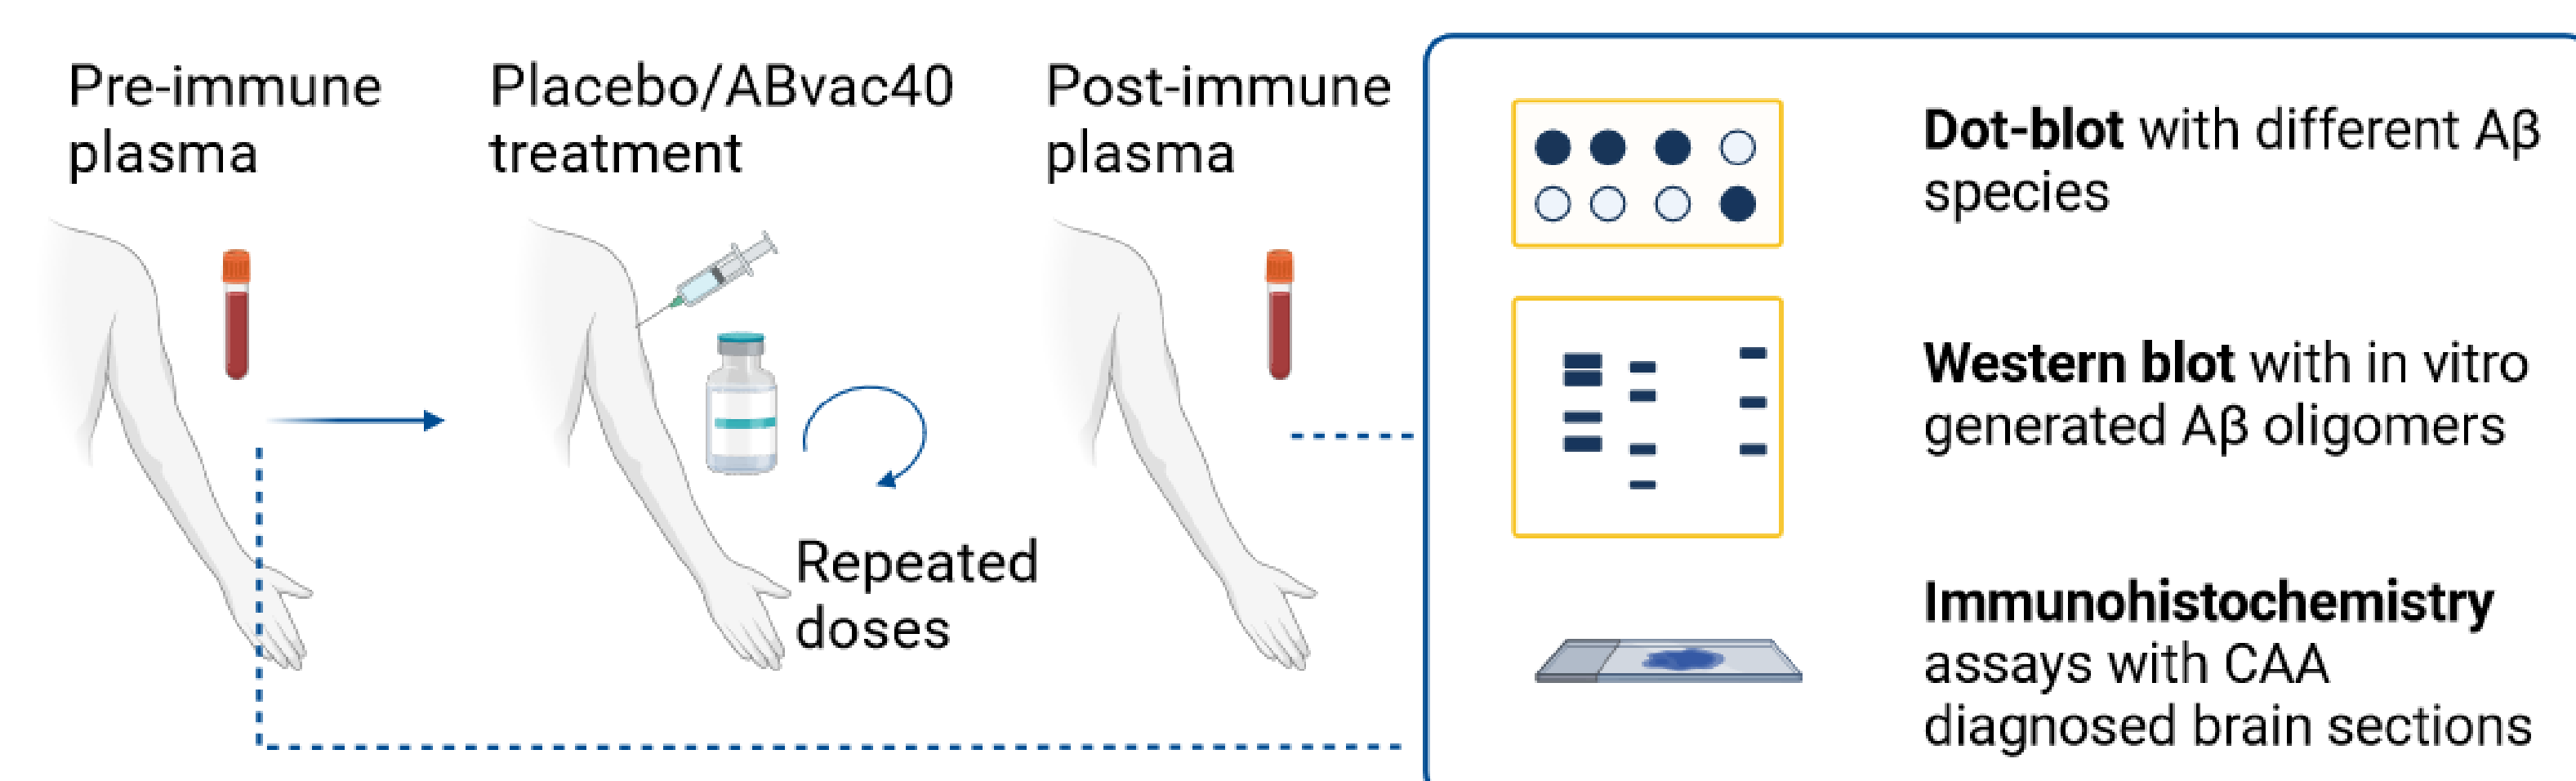 Pre-immune
plasma
Placebo/ABvac40
treatment
Repeated
doses
Post-immune
plasma
Dot-blot with different Aβ
species
Western blot with in vitro
generated Aβ oligomers
Immunohistochemistry
assays with CAA
diagnosed brain sections